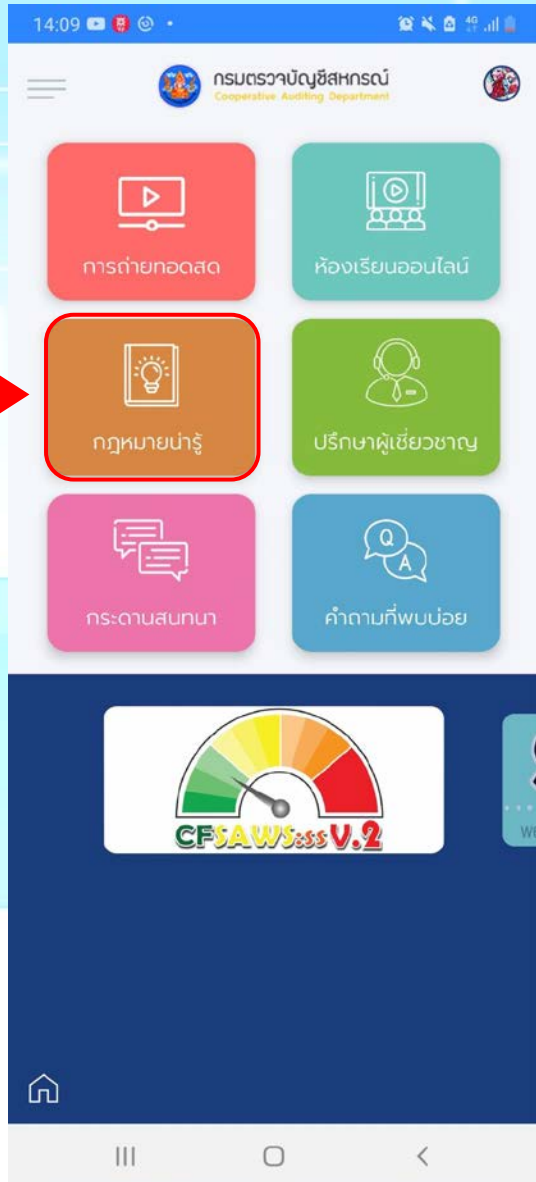 14:09
4G
กรมตรวจบัญชีสหกรณ์
Cooperative Auditing Department
การถ่ายทอดสด
ห้องเรียนออนไลน์
กฎหมายน่ารู้
ปรึกษาผู้เชี่ยวชาญ
กระดานสนทนา
Q
A
คำถามที่พบบ่อย
CFSAWS:ss V.2